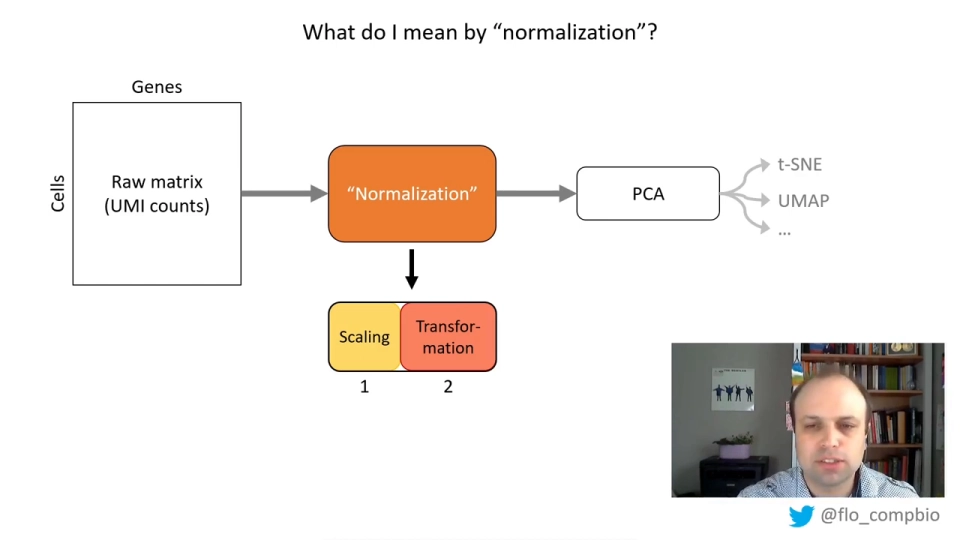 What do I mean by “normalization”?
Genes
Cells
Raw matrix
(UMI counts)
“Normalization”
PCA
t-SNE
UMAP
...
Scaling
Transfor-
mation
1
2
@flo_compbio